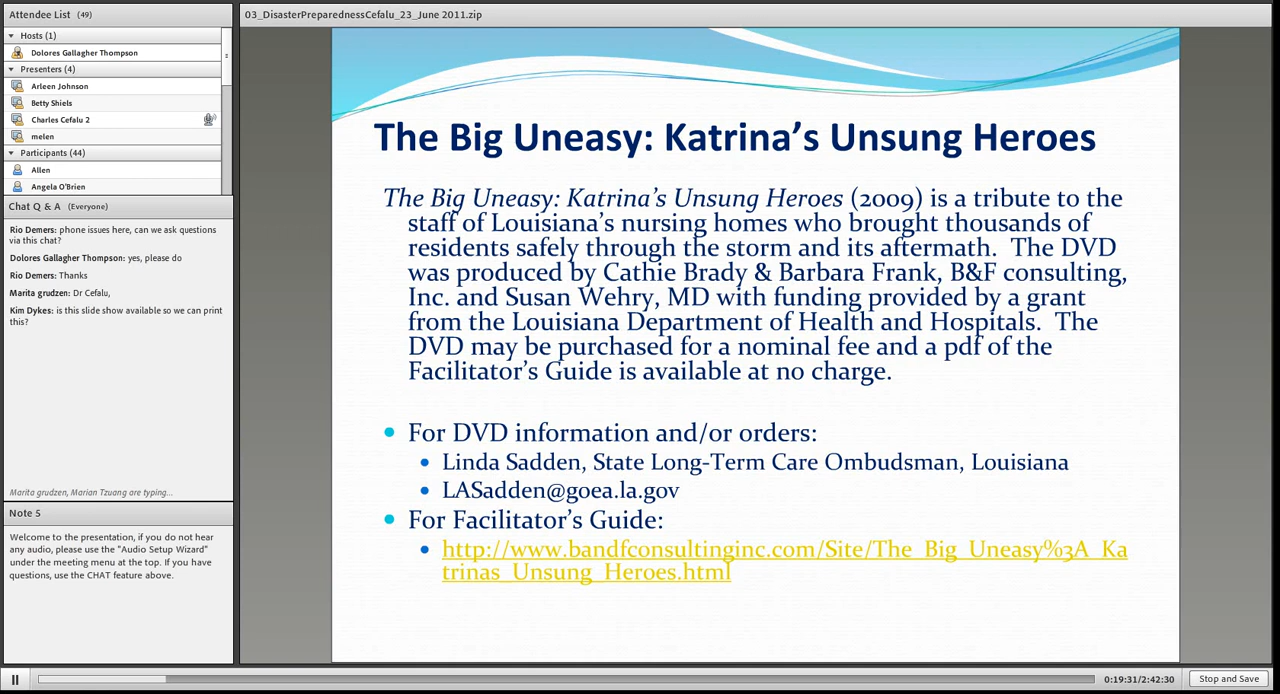 Attendee List (49)
Hosts (1)
Dolores Gallagher Thompson
Presenters (4)
Arleen Johnson
Betty Shiels
Charles Cefalu 2
melen
Participants (44)
Allen
Angela O'Brien
Chat Q & A (Everyone)
Rio Demers: phone issues here, can we ask questions
via this chat?
Dolores Gallagher Thompson: yes, please do
Rio Demers: Thanks
Marita grudzen: Dr Cefalu,
Kim Dykes: is this slide show available so we can print
this?
Marita grudzen, Marian Tzuang are typing...
Note 5
Welcome to the presentation, if you do not hear
any audio, please use the "Audio Setup Wizard"
under the meeting menu at the top. If you have
questions, use the CHAT feature above.
03_DisasterPreparednessCefalu_23_June 2011.zip
The Big Uneasy: Katrina’s Unsung Heroes
The Big Uneasy: Katrina’s Unsung Heroes (2009) is a tribute to the
staff of Louisiana’s nursing homes who brought thousands of
residents safely through the storm and its aftermath. The DVD
was produced by Cathie Brady & Barbara Frank, B&F consulting,
Inc. and Susan Wehry, MD with funding provided by a grant
from the Louisiana Department of Health and Hospitals. The
DVD may be purchased for a nominal fee and a pdf of the
Facilitator’s Guide is available at no charge.
For DVD information and/or orders:
Linda Sadden, State Long-Term Care Ombudsman, Louisiana
LASadden@goea.la.gov
For Facilitator’s Guide:
http://www.bandfconsultinginc.com/Site/The_Big_Uneasy%3A_Ka
trinas_Unsung_Heroes.html
0:19:31/2:42:30
Stop and Save